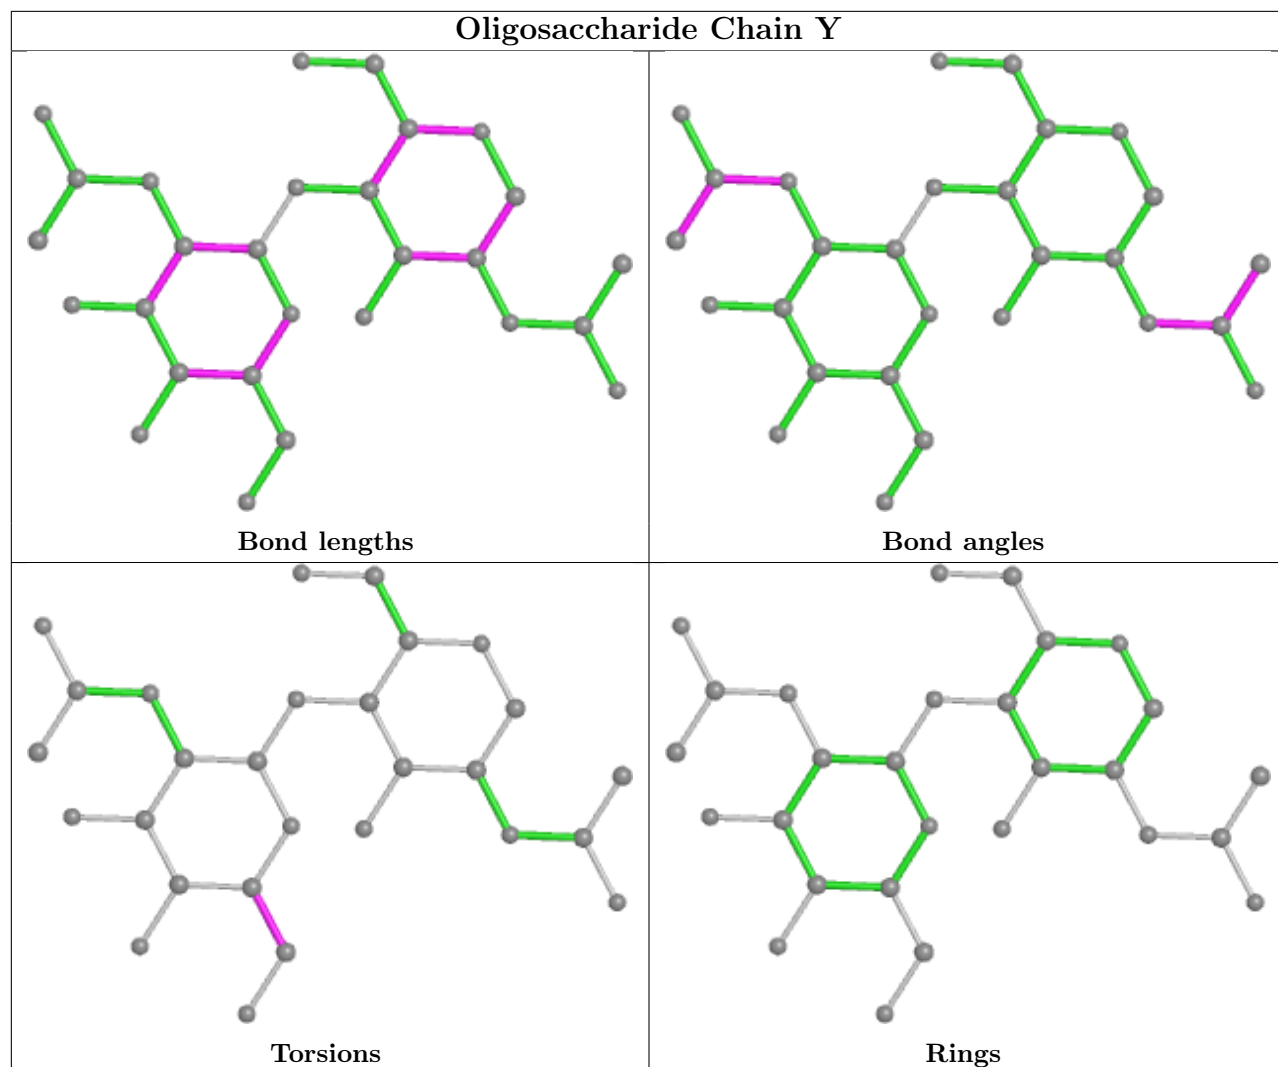 Oligosaccharide Chain Y
Bond lengths
Bond angles
Torsions
Rings